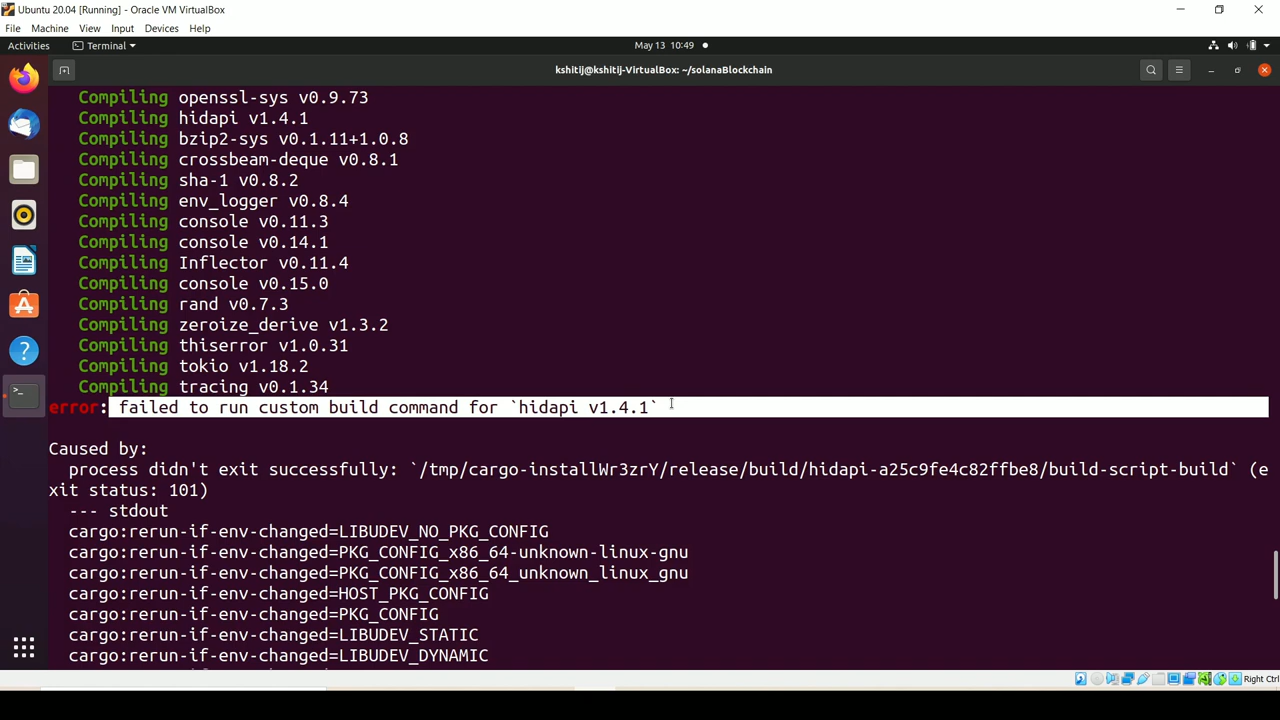 Ubuntu 20.04 [Running] - Oracle VM VirtualBox
File Machine View Input Devices Help
Activities Terminal May 13 10:49
kshitij@kshitij-VirtualBox: ~/solanaBlockchain
Compiling openssl-sys v0.9.73
Compiling hidapi v1.4.1
Compiling bzip2-sys v0.1.11+1.0.8
Compiling crossbeam-deque v0.8.1
Compiling sha-1 v0.8.2
Compiling env_logger v0.8.4
Compiling console v0.11.3
Compiling console v0.14.1
Compiling Inflector v0.11.4
Compiling console v0.15.0
Compiling rand v0.7.3
Compiling zeroize_derive v1.3.2
Compiling thiserror v1.0.31
Compiling tokio v1.18.2
Compiling tracing v0.1.34
error: failed to run custom build command for `hidapi v1.4.1`
Caused by:
process didn't exit successfully: `/tmp/cargo-installWr3zrY/release/build/hidapi-a25c9fe4c82ffbe8/build-script-build` (e
xit status: 101)
--- stdout
cargo:rerun-if-env-changed=LIBUDEV_NO_PKG_CONFIG
cargo:rerun-if-env-changed=PKG_CONFIG_x86_64-unknown-linux-gnu
cargo:rerun-if-env-changed=PKG_CONFIG_x86_64_unknown_linux_gnu
cargo:rerun-if-env-changed=HOST_PKG_CONFIG
cargo:rerun-if-env-changed=PKG_CONFIG
cargo:rerun-if-env-changed=LIBUDEV_STATIC
cargo:rerun-if-env-changed=LIBUDEV_DYNAMIC
Right Ctrl